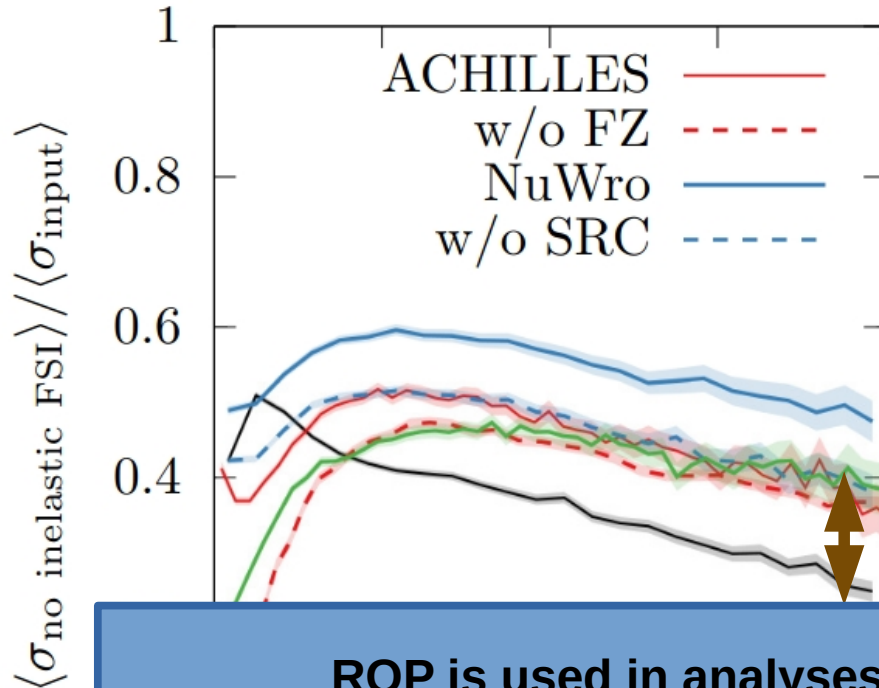 1
0.8
0.6
0.4
⟨σno inelastic FSI⟩/⟨σinput⟩
ACHILLES
w/o FZ
NuWro
w/o SRC
ROP is used in analyses